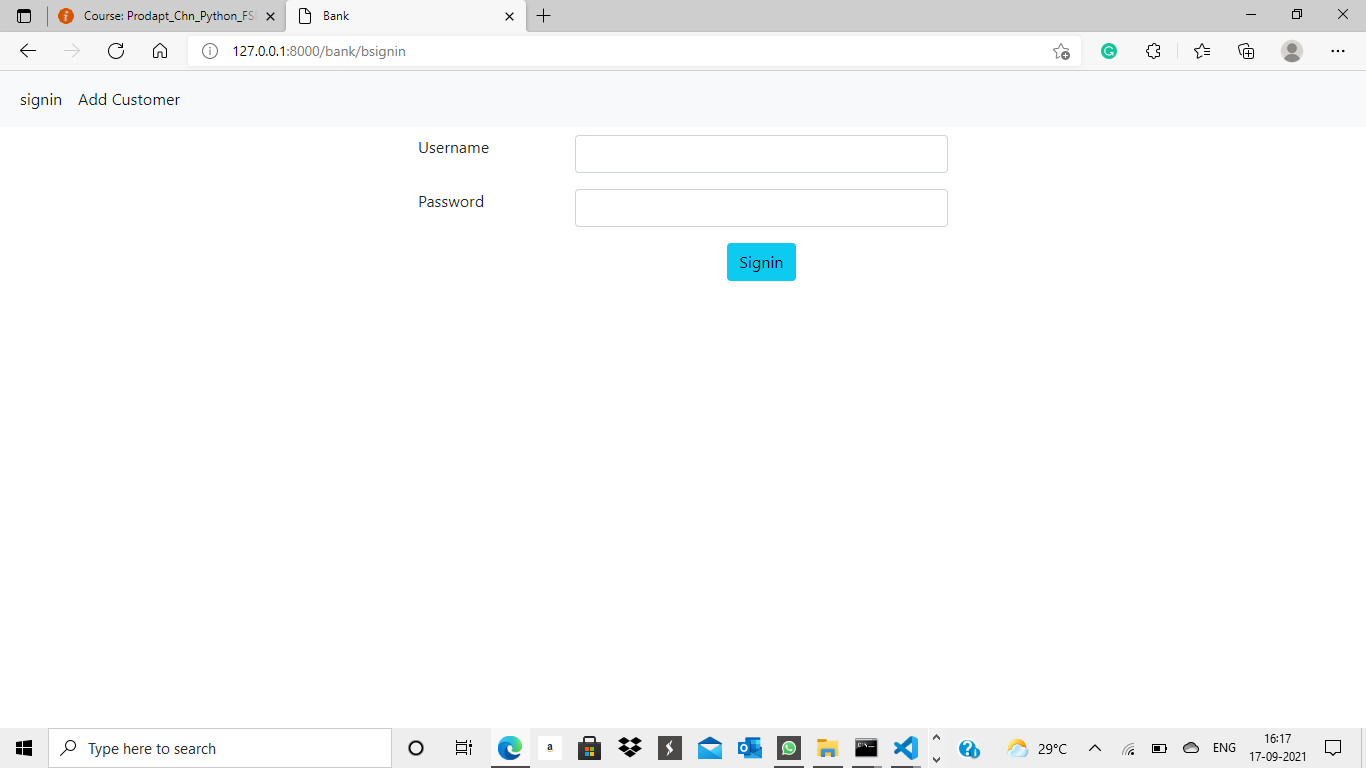 Course: Prodapt_Chn_Python_FS
Bank
127.0.0.1:8000/bank/bsignin
signin Add Customer
Username
Password
Signin
Type here to search
a
29°C
ENG
16:17
17-09-2021